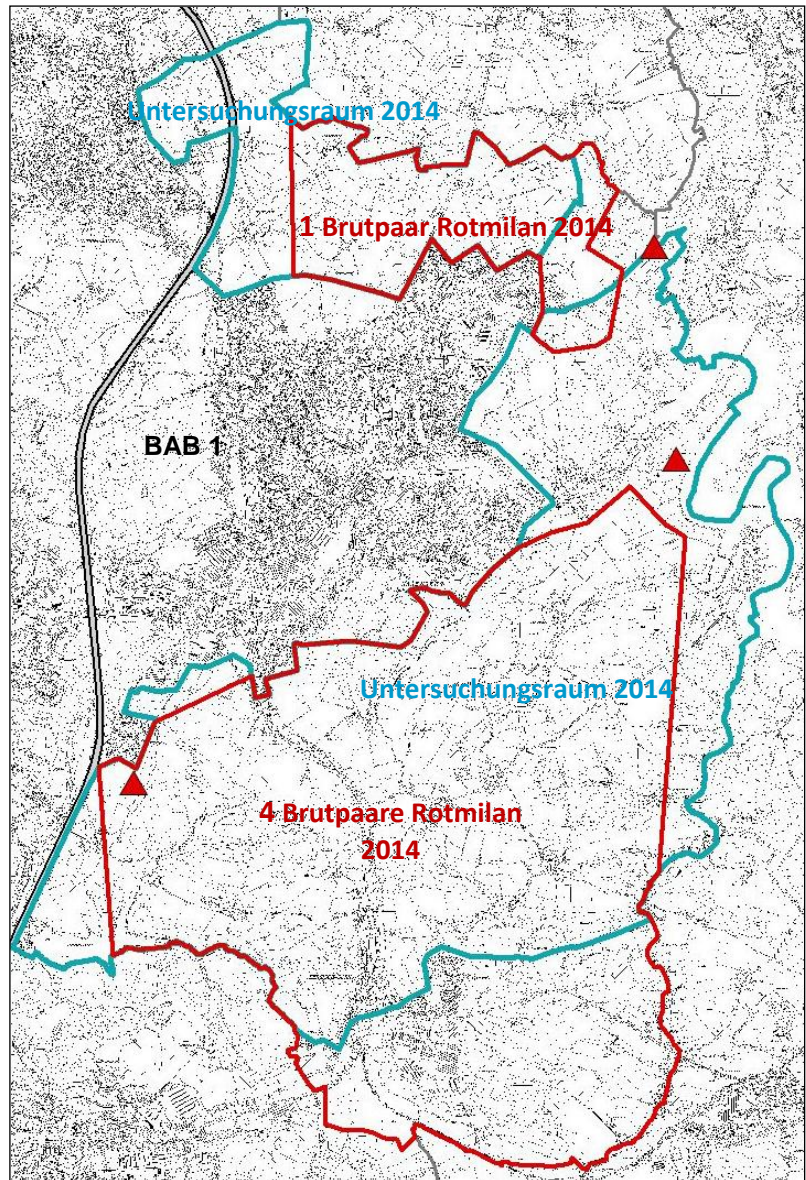 Untersuchungsraum 2014
1 Brutpaar Rotmilan 2014
BAB 1
Untersuchungsraum 2014
4 Brutpaare Rotmilan
2014